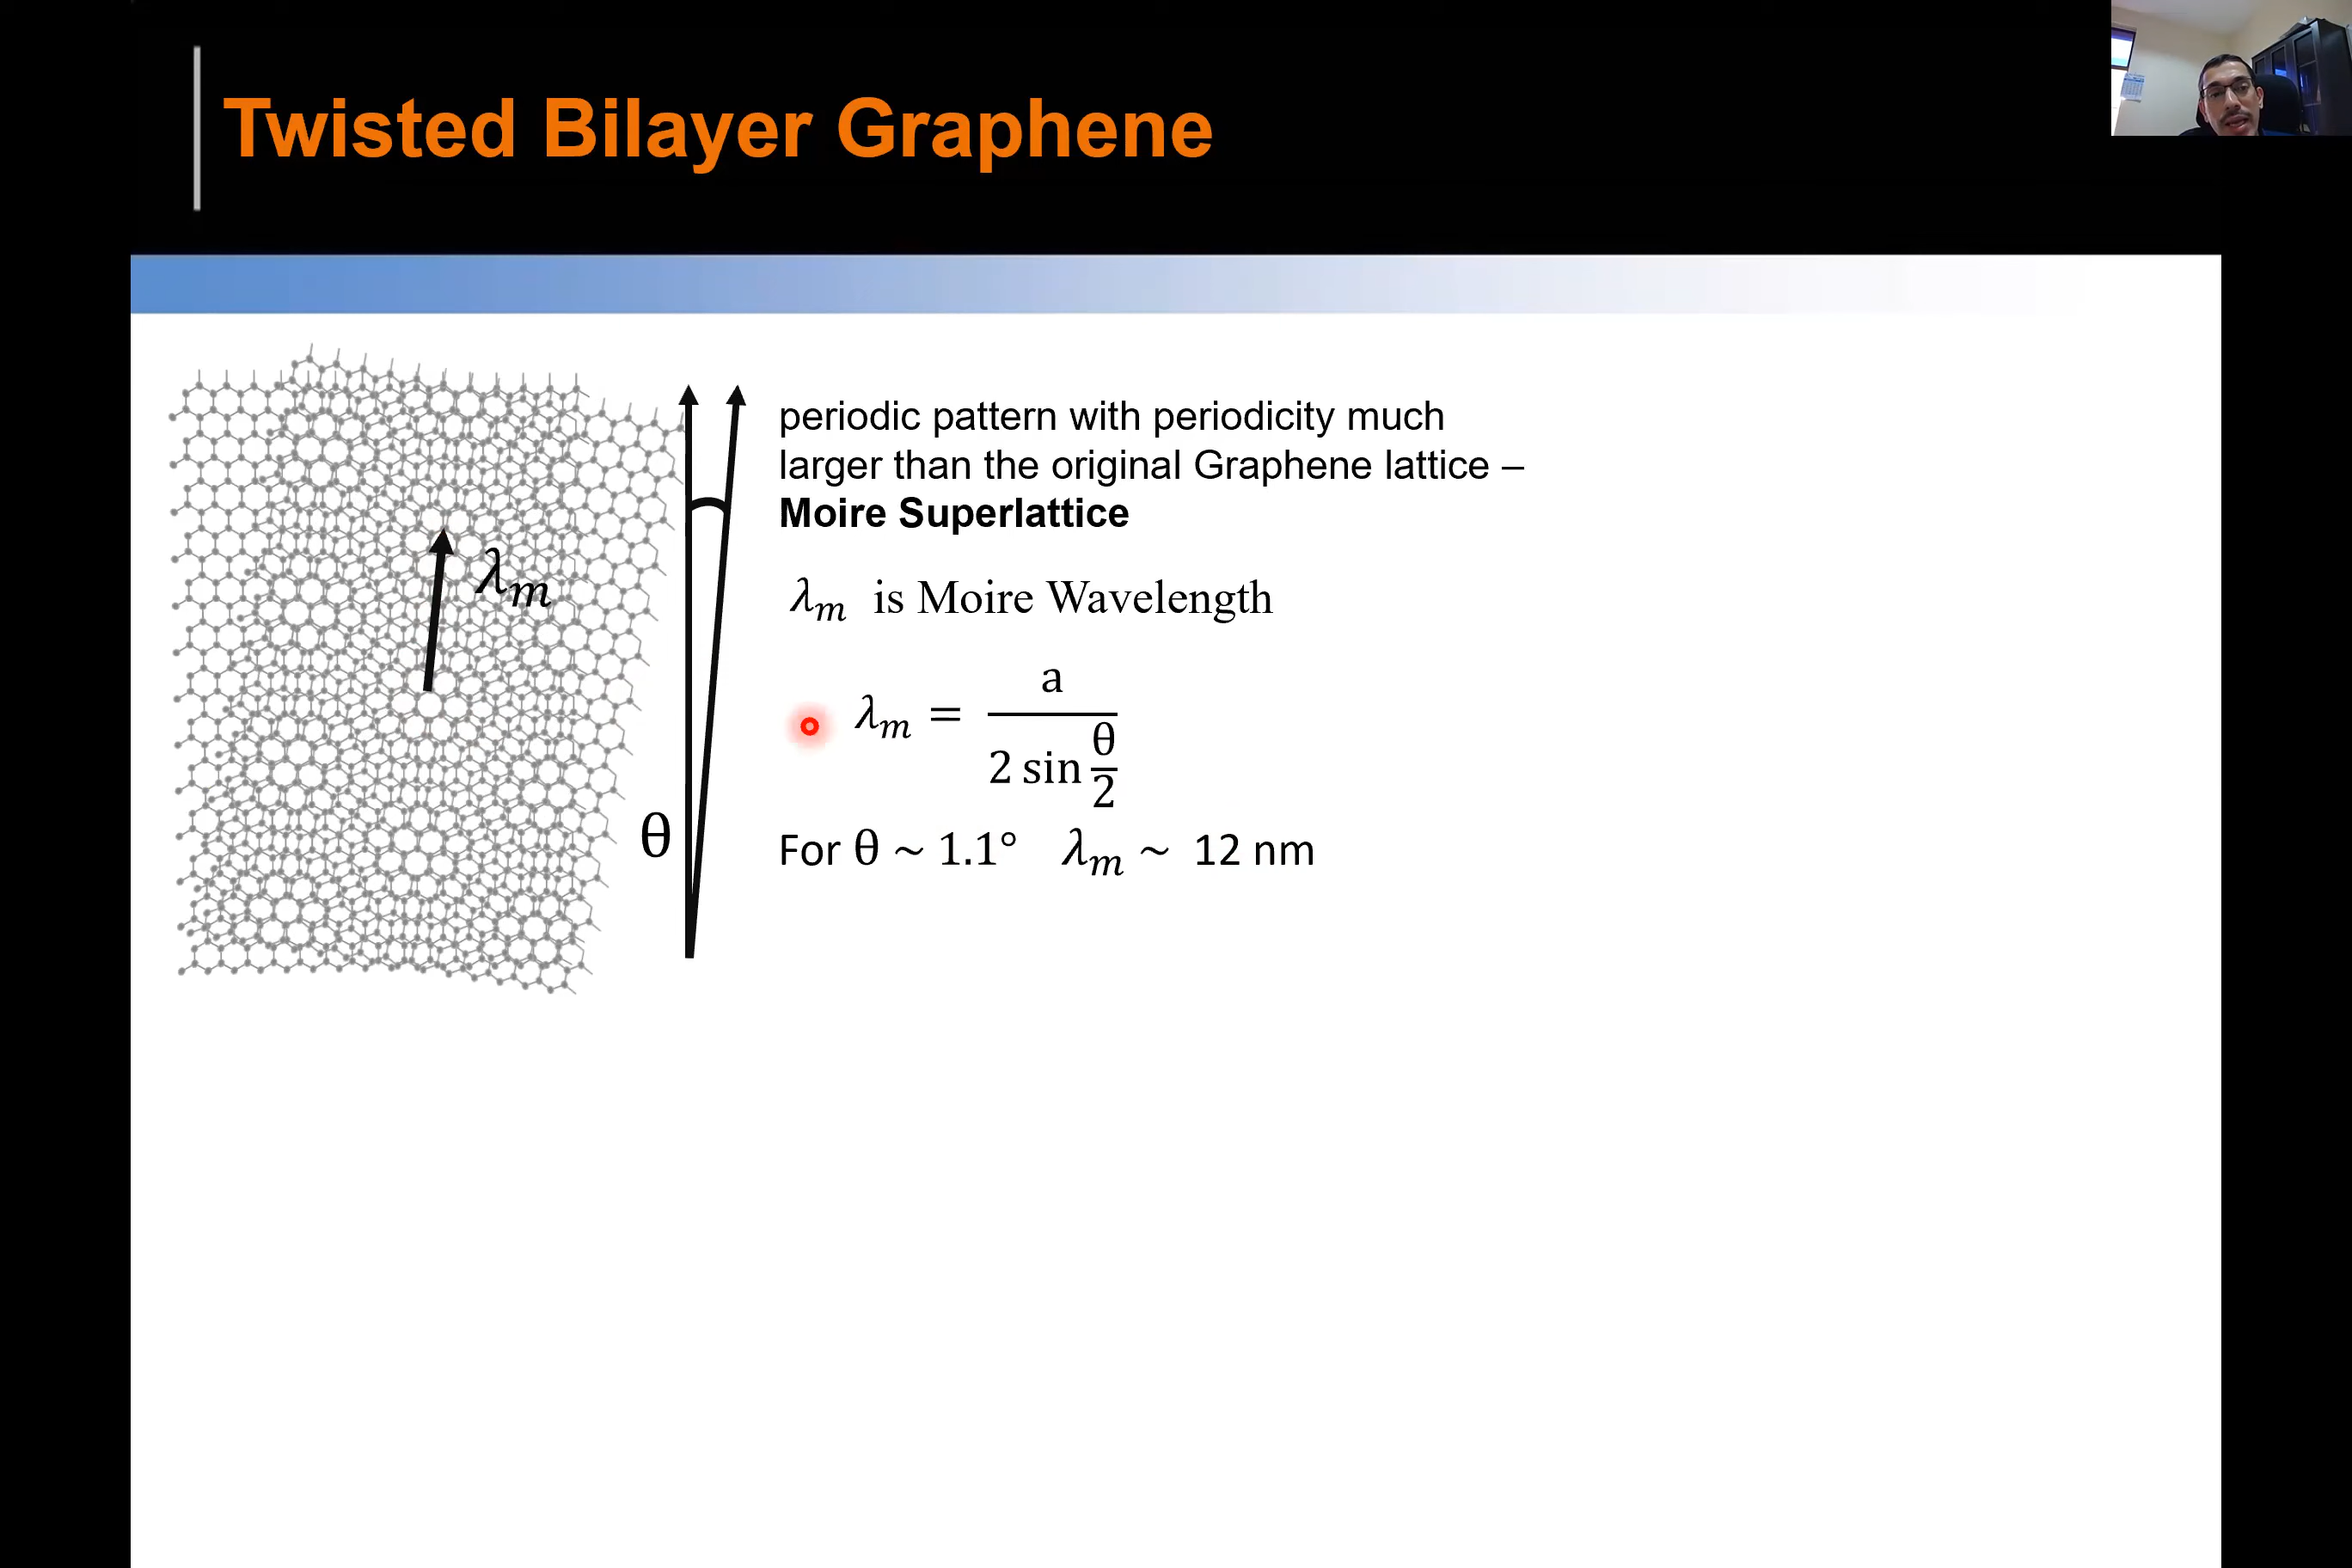 Twisted Bilayer Graphene
periodic pattern with periodicity much
larger than the original Graphene lattice –
Moire Superlattice
λₘ
λₘ is Moire Wavelength
λₘ = a / (2 sin θ/2)
θ
For θ ~ 1.1° λₘ ~ 12 nm